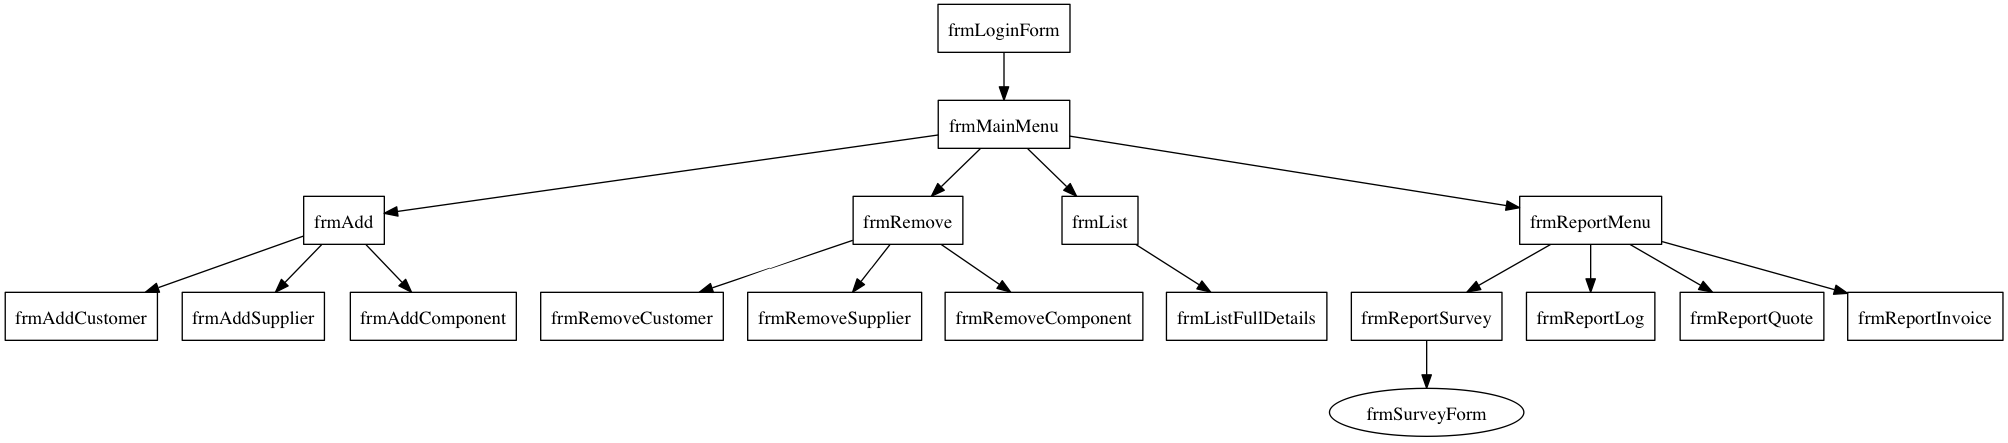 frmLoginForm
frmMainMenu
frmAdd
frmRemove
frmList
frmReportMenu
frmAddCustomer
frmAddSupplier
frmAddComponent
frmRemoveCustomer
frmRemoveSupplier
frmRemoveComponent
frmListFullDetails
frmReportSurvey
frmReportLog
frmReportQuote
frmReportInvoice
frmSurveyForm